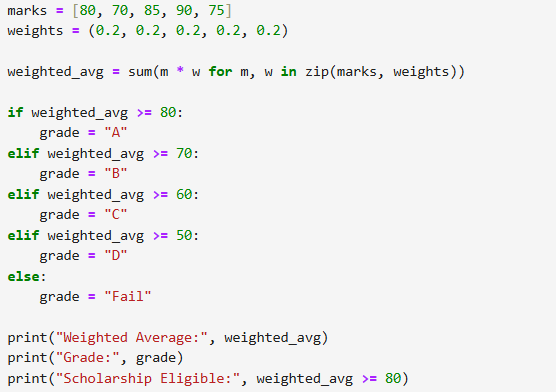 marks = [80, 70, 85, 90, 75]
weights = (0.2, 0.2, 0.2, 0.2, 0.2)

weighted_avg = sum(m * w for m, w in zip(marks, weights))

if weighted_avg >= 80:
    grade = "A"
elif weighted_avg >= 70:
    grade = "B"
elif weighted_avg >= 60:
    grade = "C"
elif weighted_avg >= 50:
    grade = "D"
else:
    grade = "Fail"

print("Weighted Average:", weighted_avg)
print("Grade:", grade)
print("Scholarship Eligible:", weighted_avg >= 80)